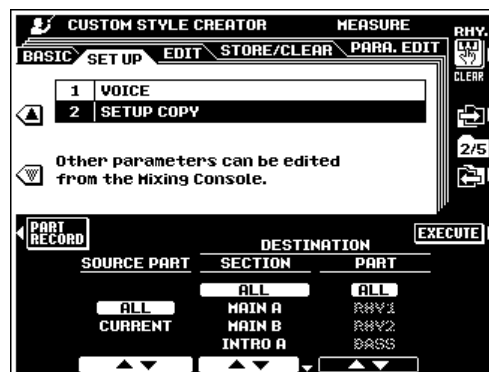 CUSTOM STYLE CREATOR MEASURE RHY.
BASIC SET UP EDIT STORE/CLEAR PARA. EDIT
CLEAR
1 VOICE
2 SETUP COPY
2/5
Other parameters can be edited
from the Mixing Console.
PART
RECORD
EXECUTE
DESTINATION
SOURCE PART SECTION PART
ALL ALL ALL
CURRENT MAIN A RHY1
MAIN B RHY2
INTRO A BASS